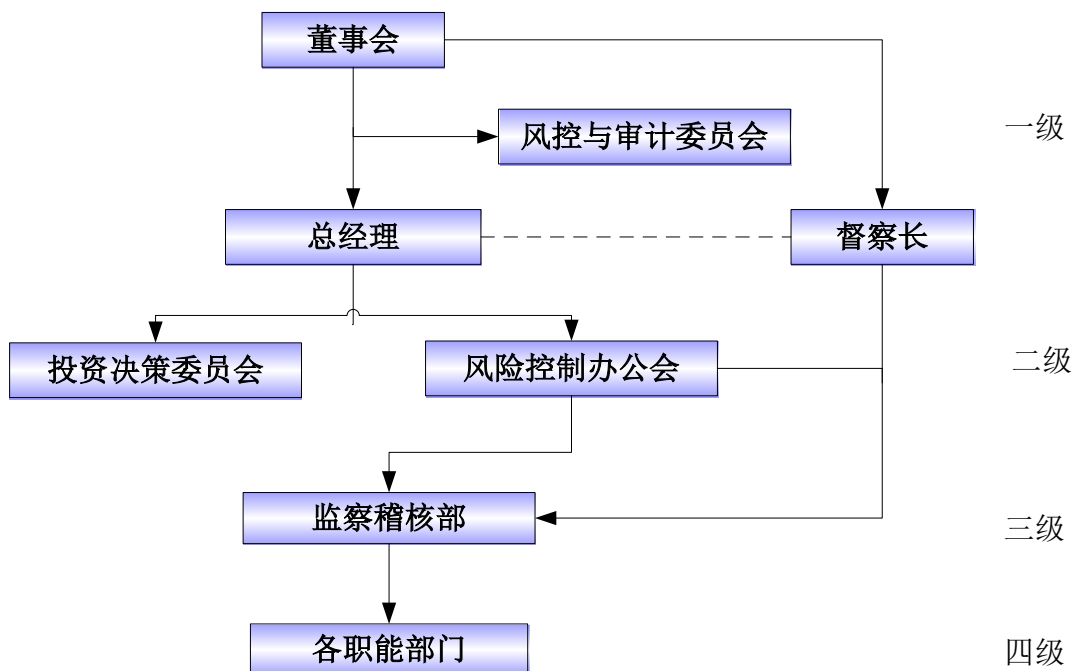 董事会
风控与审计委员会
一级
总经理
督察长
投资决策委员会
风险控制办公会
二级
监察稽核部
三级
各职能部门
四级